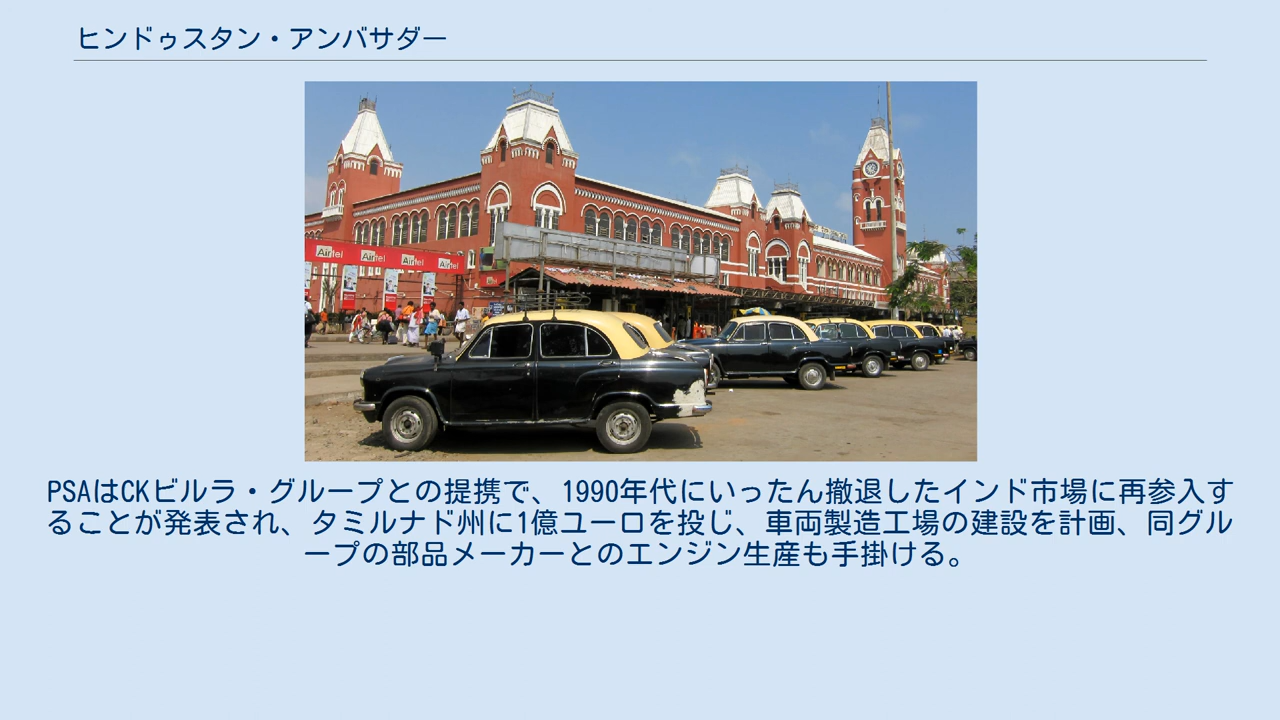 ヒンドゥスタン・アンバサダー
Airtel Airtel Airtel Airtel
PSAはCKビルラ・グループとの提携で、1990年代にいったん撤退したインド市場に再参入す
ることが発表され、タミルナド州に1億ユーロを投じ、車両製造工場の建設を計画、同グル
ープの部品メーカーとのエンジン生産も手掛ける。